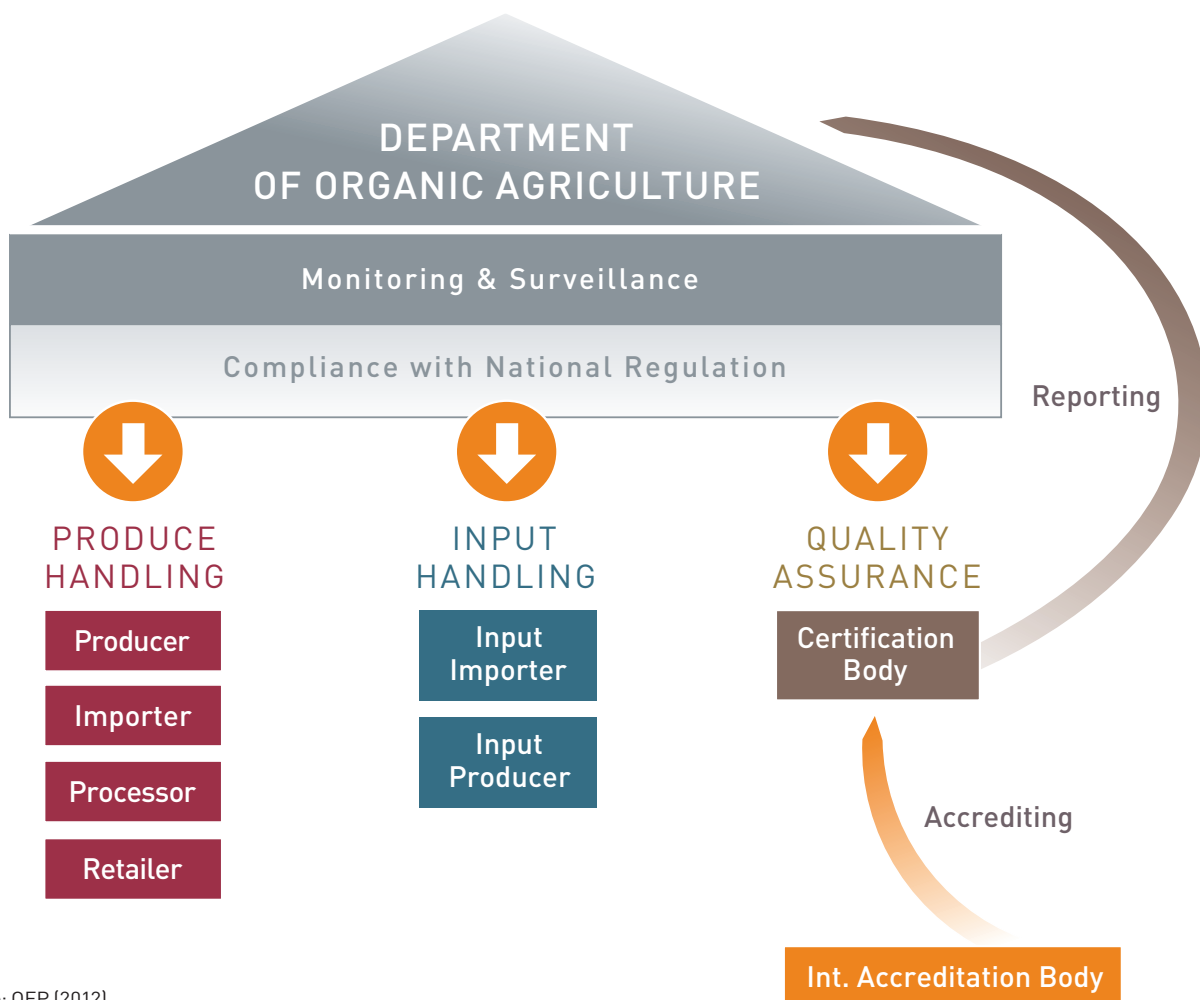 DEPARTMENT
OF ORGANIC AGRICULTURE
Monitoring & Surveillance
Compliance with National Regulation
Reporting
PRODUCE
HANDLING
Producer
Importer
Processor
Retailer
INPUT
HANDLING
Input
Importer
Input
Producer
QUALITY
ASSURANCE
Certification
Body
Accrediting
Int. Accreditation Body
(2012)